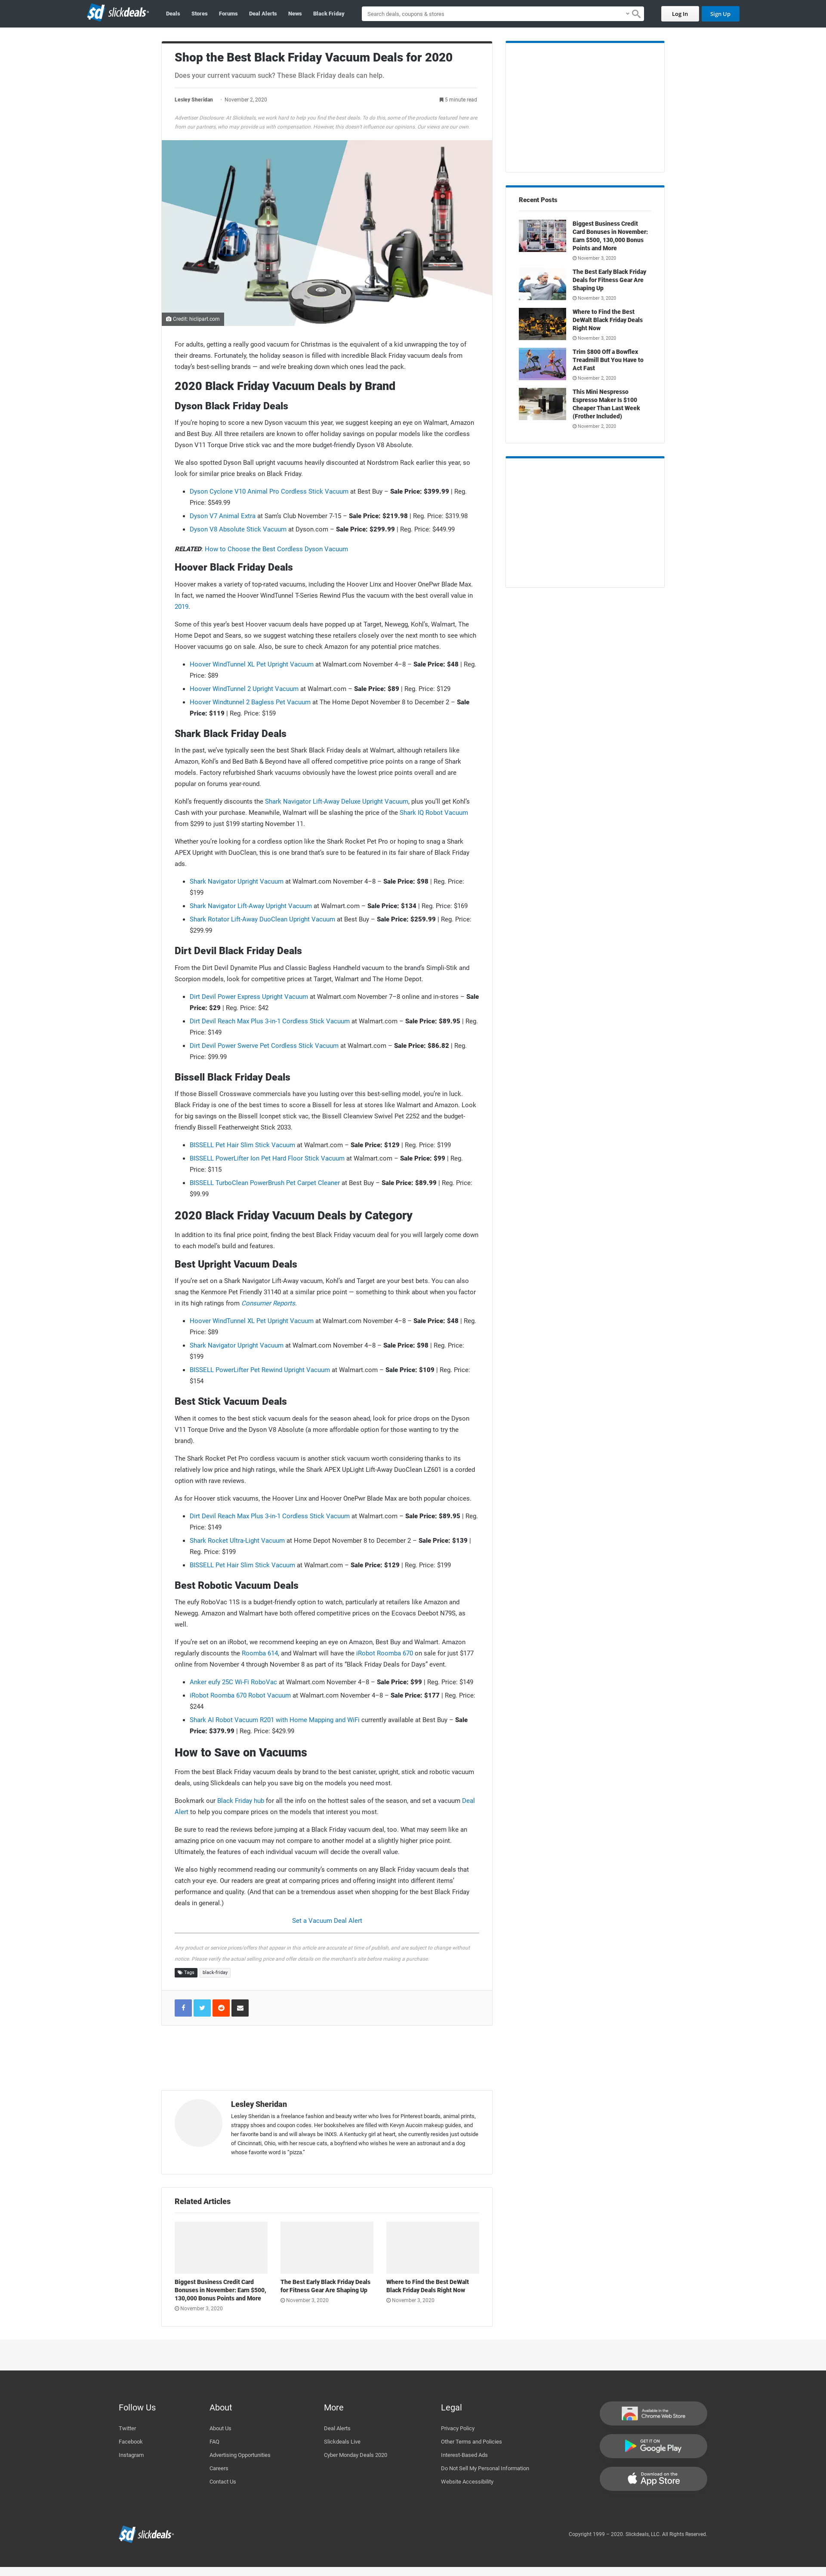 slickdeals
Deals Stores Forums Deal Alerts News Black Friday
Search deals, coupons & stores
Log In
Sign Up
Shop the Best Black Friday Vacuum Deals for 2020
Does your current vacuum suck? These Black Friday deals can help.
Lesley Sheridan · November 2, 2020
5 minute read
Advertiser Disclosure: At Slickdeals, we work hard to help you find the best deals. To do this, some of the products featured here are
from our partners, who may provide us with compensation. However, this doesn't influence our opinions. Our views are our own.
Credit: hiclipart.com
For adults, getting a really good vacuum for Christmas is the equivalent of a kid unwrapping the toy of
their dreams. Fortunately, the holiday season is filled with incredible Black Friday vacuum deals from
today's best-selling brands — and we've breaking down which ones lead the pack.
2020 Black Friday Vacuum Deals by Brand
Dyson Black Friday Deals
If you're hoping to score a new Dyson vacuum this year, we suggest keeping an eye on Walmart, Amazon
and Best Buy. All three retailers are known to offer holiday savings on popular models like the cordless
Dyson V11 Torque Drive stick vac and the more budget-friendly Dyson V8 Absolute.
We also spotted Dyson Ball upright vacuums heavily discounted at Nordstrom Rack earlier this year, so
look for similar price breaks on Black Friday.
Dyson Cyclone V10 Animal Pro Cordless Stick Vacuum at Best Buy – Sale Price: $399.99 | Reg.
Price: $549.99
Dyson V7 Animal Extra at Sam's Club November 7-15 – Sale Price: $219.98 | Reg. Price: $319.98
Dyson V8 Absolute Stick Vacuum at Dyson.com – Sale Price: $299.99 | Reg. Price: $449.99
RELATED: How to Choose the Best Cordless Dyson Vacuum
Hoover Black Friday Deals
Hoover makes a variety of top-rated vacuums, including the Hoover Linx and Hoover OnePwr Blade Max.
In fact, we named the Hoover WindTunnel T-Series Rewind Plus the vacuum with the best overall value in
2019.
Some of this year's best Hoover vacuum deals have popped up at Target, Newegg, Kohl's, Walmart, The
Home Depot and Sears, so we suggest watching these retailers closely over the next month to see which
Hoover vacuums go on sale. Also, be sure to check Amazon for any potential price matches.
Hoover WindTunnel XL Pet Upright Vacuum at Walmart.com November 4–8 – Sale Price: $48 | Reg.
Price: $89
Hoover WindTunnel 2 Upright Vacuum at Walmart.com – Sale Price: $89 | Reg. Price: $129
Hoover Windtunnel 2 Bagless Pet Vacuum at The Home Depot November 8 to December 2 – Sale
Price: $119 | Reg. Price: $159
Shark Black Friday Deals
In the past, we've typically seen the best Shark Black Friday deals at Walmart, although retailers like
Amazon, Kohl's and Bed Bath & Beyond have all offered competitive price points on a range of Shark
models. Factory refurbished Shark vacuums obviously have the lowest price points overall and are
popular on forums year-round.
Kohl's frequently discounts the Shark Navigator Lift-Away Deluxe Upright Vacuum, plus you'll get Kohl's
Cash with your purchase. Meanwhile, Walmart will be slashing the price of the Shark IQ Robot Vacuum
from $299 to just $199 starting November 11.
Whether you're looking for a cordless option like the Shark Rocket Pet Pro or hoping to snag a Shark
APEX Upright with DuoClean, this is one brand that's sure to be featured in its fair share of Black Friday
ads.
Shark Navigator Upright Vacuum at Walmart.com November 4–8 – Sale Price: $98 | Reg. Price:
$199
Shark Navigator Lift-Away Upright Vacuum at Walmart.com – Sale Price: $134 | Reg. Price: $169
Shark Rotator Lift-Away DuoClean Upright Vacuum at Best Buy – Sale Price: $259.99 | Reg. Price:
$299.99
Dirt Devil Black Friday Deals
From the Dirt Devil Dynamite Plus and Classic Bagless Handheld vacuum to the brand's Simpli-Stik and
Scorpion models, look for competitive prices at Target, Walmart and The Home Depot.
Dirt Devil Power Express Upright Vacuum at Walmart.com November 7–8 online and in-stores – Sale
Price: $29 | Reg. Price: $42
Dirt Devil Reach Max Plus 3-in-1 Cordless Stick Vacuum at Walmart.com – Sale Price: $89.95 | Reg.
Price: $149
Dirt Devil Power Swerve Pet Cordless Stick Vacuum at Walmart.com – Sale Price: $86.82 | Reg.
Price: $99.99
Bissell Black Friday Deals
If those Bissell Crosswave commercials have you lusting over this best-selling model, you're in luck.
Black Friday is one of the best times to score a Bissell for less at stores like Walmart and Amazon. Look
for big savings on the Bissell Iconpet stick vac, the Bissell Cleanview Swivel Pet 2252 and the budget-
friendly Bissell Featherweight Stick 2033.
BISSELL Pet Hair Slim Stick Vacuum at Walmart.com – Sale Price: $129 | Reg. Price: $199
BISSELL PowerLifter Ion Pet Hard Floor Stick Vacuum at Walmart.com – Sale Price: $99 | Reg.
Price: $115
BISSELL TurboClean PowerBrush Pet Carpet Cleaner at Best Buy – Sale Price: $89.99 | Reg. Price:
$99.99
2020 Black Friday Vacuum Deals by Category
In addition to its final price point, finding the best Black Friday vacuum deal for you will largely come down
to each model's build and features.
Best Upright Vacuum Deals
If you're set on a Shark Navigator Lift-Away vacuum, Kohl's and Target are your best bets. You can also
snag the Kenmore Pet Friendly 31140 at a similar price point — something to think about when you factor
in its high ratings from Consumer Reports.
Hoover WindTunnel XL Pet Upright Vacuum at Walmart.com November 4–8 – Sale Price: $48 | Reg.
Price: $89
Shark Navigator Upright Vacuum at Walmart.com November 4–8 – Sale Price: $98 | Reg. Price:
$199
BISSELL PowerLifter Pet Rewind Upright Vacuum at Walmart.com – Sale Price: $109 | Reg. Price:
$154
Best Stick Vacuum Deals
When it comes to the best stick vacuum deals for the season ahead, look for price drops on the Dyson
V11 Torque Drive and the Dyson V8 Absolute (a more affordable option for those wanting to try the
brand).
The Shark Rocket Pet Pro cordless vacuum is another stick vacuum worth considering thanks to its
relatively low price and high ratings, while the Shark APEX UpLight Lift-Away DuoClean LZ601 is a corded
option with rave reviews.
As for Hoover stick vacuums, the Hoover Linx and Hoover OnePwr Blade Max are both popular choices.
Dirt Devil Reach Max Plus 3-in-1 Cordless Stick Vacuum at Walmart.com – Sale Price: $89.95 | Reg.
Price: $149
Shark Rocket Ultra-Light Vacuum at Home Depot November 8 to December 2 – Sale Price: $139 |
Reg. Price: $199
BISSELL Pet Hair Slim Stick Vacuum at Walmart.com – Sale Price: $129 | Reg. Price: $199
Best Robotic Vacuum Deals
The eufy RoboVac 11S is a budget-friendly option to watch, particularly at retailers like Amazon and
Newegg. Amazon and Walmart have both offered competitive prices on the Ecovacs Deebot N79S, as
well.
If you're set on an iRobot, we recommend keeping an eye on Amazon, Best Buy and Walmart. Amazon
regularly discounts the Roomba 614, and Walmart will have the iRobot Roomba 670 on sale for just $177
online from November 4 through November 8 as part of its "Black Friday Deals for Days" event.
Anker eufy 25C Wi-Fi RoboVac at Walmart.com November 4–8 – Sale Price: $99 | Reg. Price: $149
iRobot Roomba 670 Robot Vacuum at Walmart.com November 4–8 – Sale Price: $177 | Reg. Price:
$244
Shark AI Robot Vacuum R201 with Home Mapping and WiFi currently available at Best Buy – Sale
Price: $379.99 | Reg. Price: $429.99
How to Save on Vacuums
From the best Black Friday vacuum deals by brand to the best canister, upright, stick and robotic vacuum
deals, using Slickdeals can help you save big on the models you need most.
Bookmark our Black Friday hub for all the info on the hottest sales of the season, and set a vacuum Deal
Alert to help you compare prices on the models that interest you most.
Be sure to read the reviews before jumping at a Black Friday vacuum deal, too. What may seem like an
amazing price on one vacuum may not compare to another model at a slightly higher price point.
Ultimately, the features of each individual vacuum will decide the overall value.
We also highly recommend reading our community's comments on any Black Friday vacuum deals that
catch your eye. Our readers are great at comparing prices and offering insight into different items'
performance and quality. (And that can be a tremendous asset when shopping for the best Black Friday
deals in general.)
Set a Vacuum Deal Alert
Any product or service prices/offers that appear in this article are accurate at time of publish, and are subject to change without
notice. Please verify the actual selling price and offer details on the merchant's site before making a purchase.
Tags black-friday
Lesley Sheridan
Lesley Sheridan is a freelance fashion and beauty writer who lives for Pinterest boards, animal prints,
strappy shoes and coupon codes. Her bookshelves are filled with Kevyn Aucoin makeup guides, and
her favorite band is and will always be INXS. A Kentucky girl at heart, she currently resides just outside
of Cincinnati, Ohio, with her rescue cats, a boyfriend who wishes he were an astronaut and a dog
whose favorite word is "pizza."
Related Articles
Biggest Business Credit Card
Bonuses in November: Earn $500,
130,000 Bonus Points and More
November 3, 2020
The Best Early Black Friday Deals
for Fitness Gear Are Shaping Up
November 3, 2020
Where to Find the Best DeWalt
Black Friday Deals Right Now
November 3, 2020
Recent Posts
Biggest Business Credit
Card Bonuses in November:
Earn $500, 130,000 Bonus
Points and More
November 3, 2020
The Best Early Black Friday
Deals for Fitness Gear Are
Shaping Up
November 3, 2020
Where to Find the Best
DeWalt Black Friday Deals
Right Now
November 3, 2020
Trim $800 Off a Bowflex
Treadmill But You Have to
Act Fast
November 2, 2020
This Mini Nespresso
Espresso Maker Is $100
Cheaper Than Last Week
(Frother Included)
November 2, 2020
Follow Us
Twitter
Facebook
Instagram
About
About Us
FAQ
Advertising Opportunities
Careers
Contact Us
More
Deal Alerts
Slickdeals Live
Cyber Monday Deals 2020
Legal
Privacy Policy
Other Terms and Policies
Interest-Based Ads
Do Not Sell My Personal Information
Website Accessibility
Available in the
Chrome Web Store
GET IT ON
Google Play
Download on the
App Store
slickdeals
Copyright 1999 – 2020. Slickdeals, LLC. All Rights Reserved.